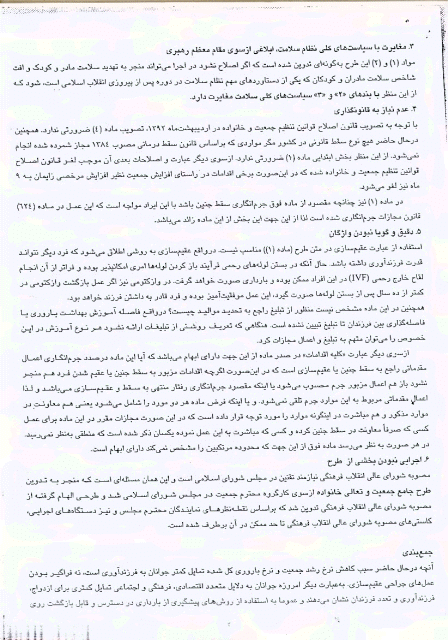 ۳. مغایرت با سیاست‌های کلی نظام سلامت، ابلاغی ازسوی مقام معظم رهبری
مواد (۱) و (۲) این طرح به‌گونه‌ای تدوین شده است که اگر اصلاح نشود در اجرا می‌تواند منجر به تهدید سلامت مادر و کودک و افت
شاخص سلامت مادران و کودکان که یکی از دستاوردهای مهم نظام سلامت در دوره پس از پیروزی انقلاب اسلامی است، شود که
از این منظر با بندهای «۲» و «۳» سیاست‌های کلی سلامت مغایرت دارد.
۴. عدم نیاز به قانونگذاری
با توجه به تصویب قانون اصلاح قوانین تنظیم جمعیت و خانواده در اردیبهشت‌ماه ۱۳۹۲، تصویب ماده (۴) ضرورتی ندارد. همچنین
درحال حاضر هیچ نوع سقط قانونی در کشور مگر مواردی که براساس قانون سقط درمانی مصوب ۱۳۸۴ مجاز شمرده شده انجام
نمی‌شود. از این منظر بخش ابتدایی ماده (۱) ضرورتی ندارد. ازسوی دیگر عبارت و اصلاحات بعدی آن موجب لغو قانون اصلاح
قوانین تنظیم جمعیت و خانواده شده که دراین‌صورت برخی اقدامات در راستای افزایش جمعیت نظیر افزایش مرخصی زایمان به ۹
ماه نیز لغو می‌شود.
در ماده (۱) نیز چنانچه مقصود از ماده فوق جرم‌انگاری سقط جنین باشد با این ایراد مواجه است که این عمل در ماده (۶۲۴)
قانون مجازات جرم‌انگاری شده است لذا از این جهت این بخش از این ماده زائد می‌باشد.
۵. دقیق و گویا نبودن واژگان
استفاده از عبارت عقیم‌سازی در متن طرح (ماده (۱)) مناسب نیست. درواقع عقیم‌سازی به روشی اطلاق می‌شود که فرد دیگر نتواند
قدرت فرزندآوری داشته باشد. حال آنکه در بستن لوله‌های رحمی فرآیند باز کردن لوله‌ها امری امکانپذیر بوده و فراتر از آن انجام
لقاح خارج رحمی (IVF) در این افراد ممکن بوده و بارداری صورت خواهد گرفت. در وازکتومی نیز اگر عمل بازگشت وازکتومی در
کمتر از ده سال پس از بستن لوله‌ها صورت گیرد، این عمل موفقیت‌آمیز بوده و فرد قادر به داشتن فرزند خواهد بود.
همچنین در این ماده مشخص نیست منظور از تبلیغ راجع به تحدید موالید چیست؟ درواقع فاصله آموزش بهداشت باروری یا
فاصله‌گذاری بین فرزندان تا تبلیغ تبیین نشده است. هنگامی که تعریف روشنی از تبلیغات ارائه نشود هر نوع آموزش در این
خصوص را می‌توان متهم به تبلیغ و اعمال مجازات کرد.
ازسوی دیگر عبارت «کلیه اقدامات» در صدر ماده از این جهت دارای ابهام می‌باشد که آیا این ماده درصدد جرم‌انگاری اعمال
مقدماتی راجع به سقط جنین یا عقیم‌سازی است که در این‌صورت اگرچه اقدامات مزبور به سقط جنین یا عقیم شدن فرد هم منجر
نشود باز هم اعمال مزبور جرم محسوب می‌شود یا اینکه مقصود جرم‌انگاری رفتار منتهی به سقط و عقیم‌سازی می‌باشد و لذا
اعمال مقدماتی مربوط به این موارد جرم تلقی نمی‌شود. و یا اینکه فرض ماده هر دو مورد را شامل می‌شود یعنی هم معاونت در
موارد مذکور و هم مباشرت در اینگونه موارد را مورد توجه قرار داده است که در این صورت مجازات مقرر در این ماده برای عمل
کسی که صرفاً معاونت در سقط جنین کرده و کسی که مباشرت به این عمل نموده یکسان ذکر شده است که منطقی به‌نظر نمی‌رسد.
در هر صورت به نظر می‌رسد ماده فوق از این جهت که محدوده مرتکبین را مشخص نمی‌کند دارای ابهام است.
۶. اجرایی نبودن بخشی از طرح
مصوبه شورای عالی انقلاب فرهنگی نیازمند تقنین در مجلس شورای اسلامی است و این همان مسئله‌ای است که منجر به تدوین
طرح جامع جمعیت و تعالی خانواده ازسوی کارگروه محترم جمعیت در مجلس شورای اسلامی شد و طرحی الهام گرفته از
مصوبه شورای عالی انقلاب فرهنگی تدوین شد که براساس نقطه‌نظرهای نمایندگان محترم مجلس و نیز دستگاه‌های اجرایی،
کاستی‌های مصوبه شورای عالی انقلاب فرهنگی تا حد ممکن در آن برطرف شده است.
جمع‌بندی
آنچه درحال حاضر سبب کاهش نرخ رشد جمعیت و نرخ باروری کل شده تمایل کمتر جوانان به فرزندآوری است، نه فراگیر بودن
عمل‌های جراحی عقیم‌سازی. به‌عبارت دیگر امروزه جوانان به دلایل متعدد اقتصادی، فرهنگی و اجتماعی تمایل کمتری برای ازدواج،
فرزندآوری و تعدد فرزندان نشان می‌دهند و عموماً به استفاده از روش‌های پیشگیری از بارداری در دسترس و قابل بازگشت روی